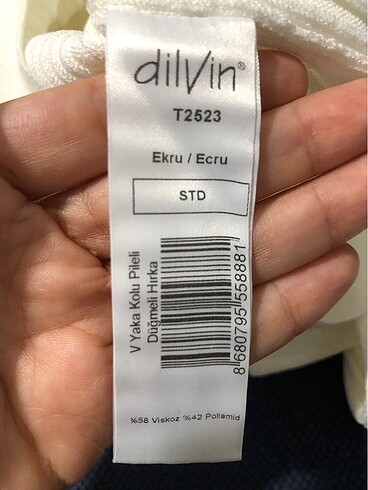 dilvin®
T2523
Ekru / Ecru
STD
V Yaka Kolu Pileli
Düğmeli Hırka
8680795558881
%58 Viskoz %42 Poliamid